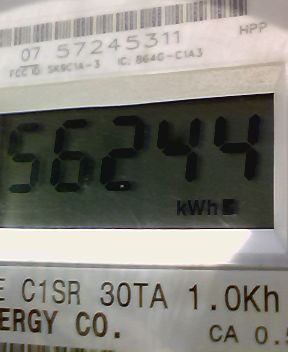 07 57245311
HPP
FCC ID: SK9C1A-3 IC: 864G-C1A3
56244
kWh
E C1SR 30TA 1.0Kh
ERGY CO.
CA 0.5